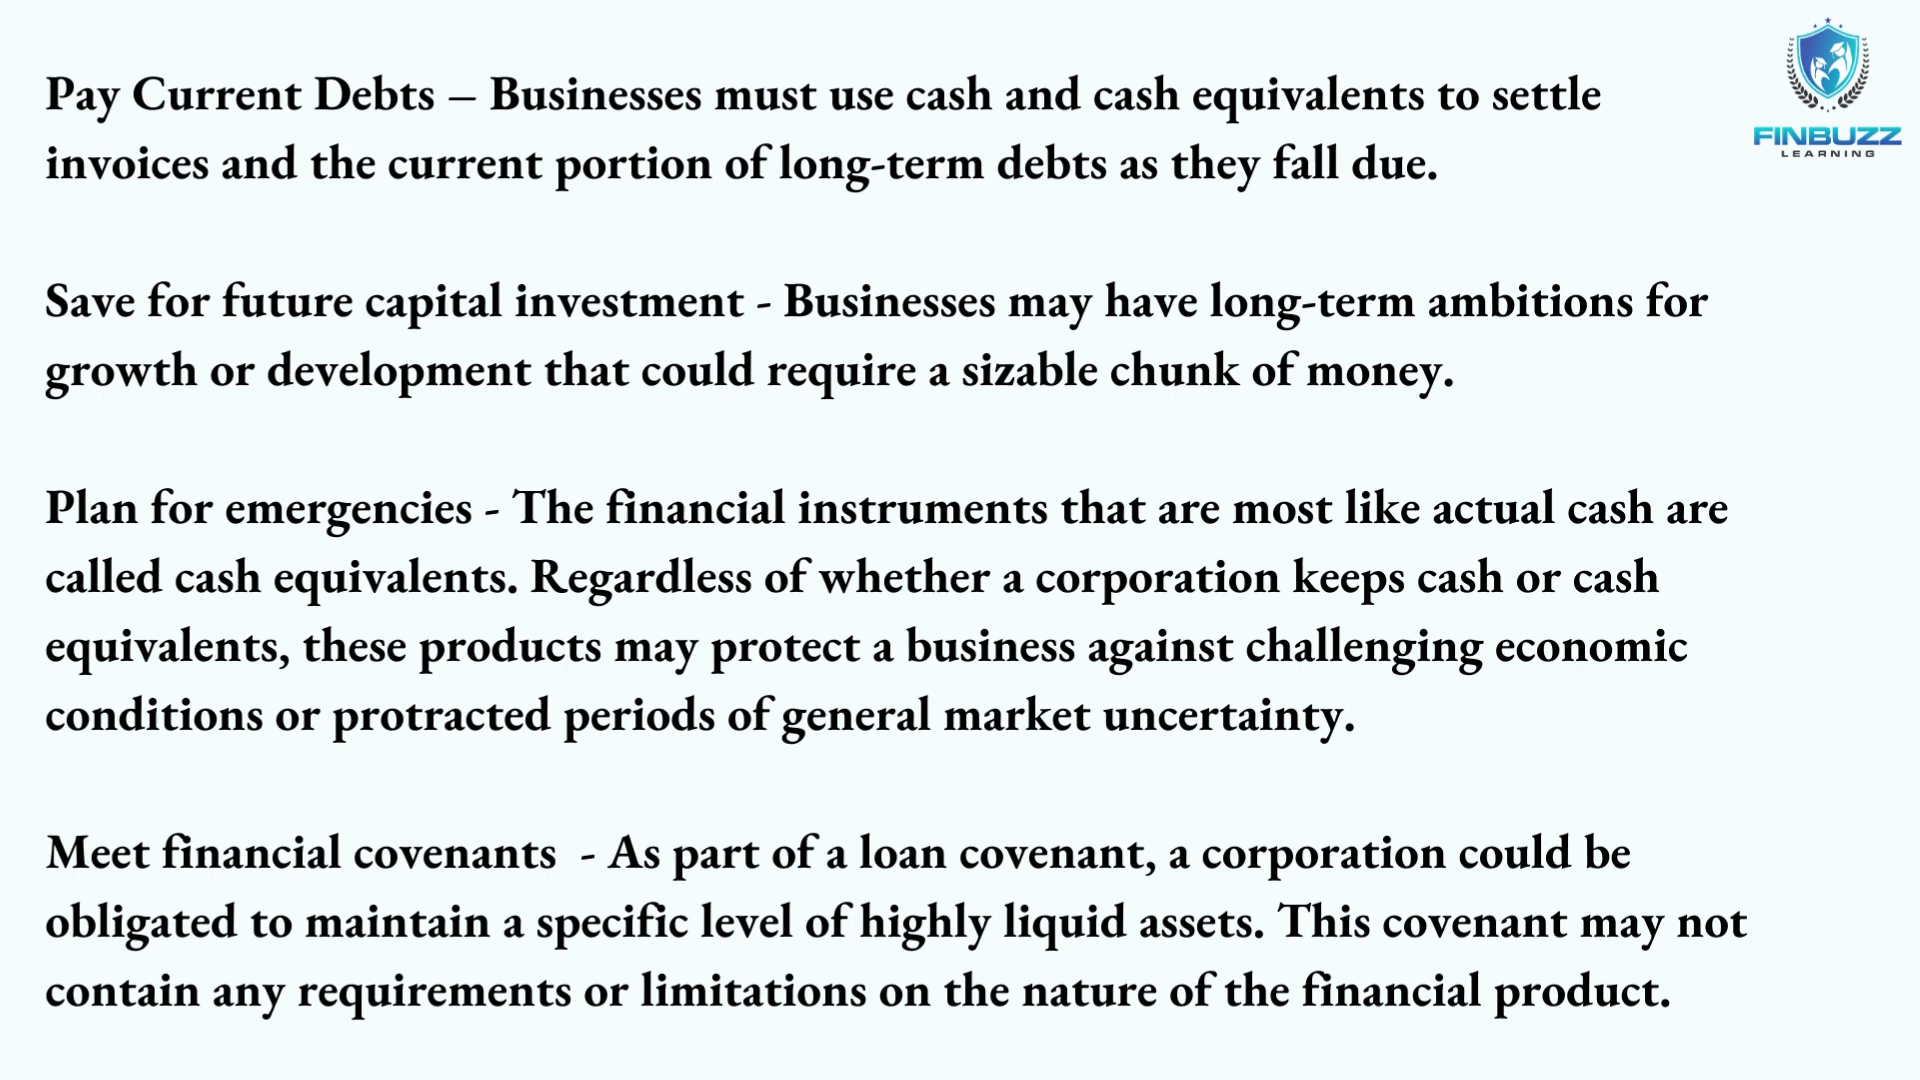 Pay Current Debts – Businesses must use cash and cash equivalents to settle
invoices and the current portion of long-term debts as they fall due.
Save for future capital investment - Businesses may have long-term ambitions for
growth or development that could require a sizable chunk of money.
Plan for emergencies - The financial instruments that are most like actual cash are
called cash equivalents. Regardless of whether a corporation keeps cash or cash
equivalents, these products may protect a business against challenging economic
conditions or protracted periods of general market uncertainty.
Meet financial covenants  - As part of a loan covenant, a corporation could be
obligated to maintain a specific level of highly liquid assets. This covenant may not
contain any requirements or limitations on the nature of the financial product.
FINBUZZ
LEARNING